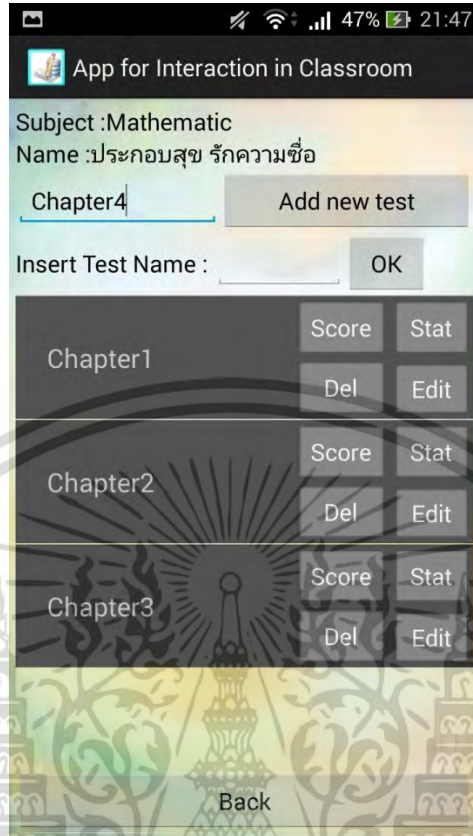 47% 21:47
App for Interaction in Classroom
Subject :Mathematic
Name :ประกอบสุข รักความซื่อ
Chapter4 Add new test
Insert Test Name : OK
Score Stat
Chapter1
Del Edit
Score Stat
Chapter2
Del Edit
Score Stat
Chapter3
Del Edit
Back